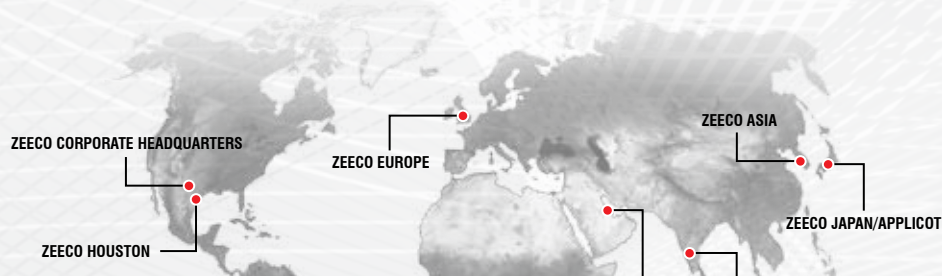 ZEECO ASIA
ZEECO CORPORATE HEADQUARTERS
ZEECO EUROPE
ZEECO JAPAN/APPLICOT
ZEECO HOUSTON